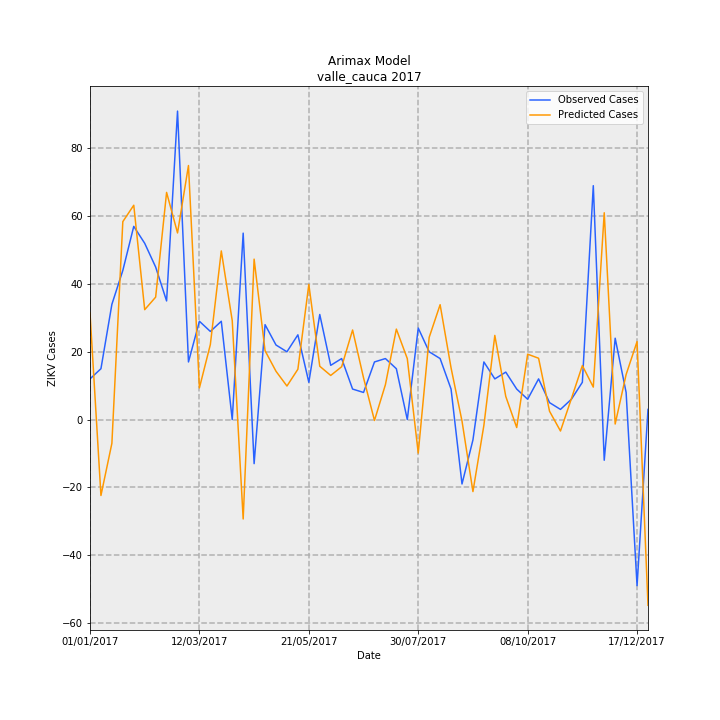 Arimax Model
valle_cauca 2017
Observed Cases
Predicted Cases
ZIKV Cases
80
60
40
20
0
−20
−40
−60
01/01/2017 12/03/2017 21/05/2017 30/07/2017 08/10/2017 17/12/2017
Date